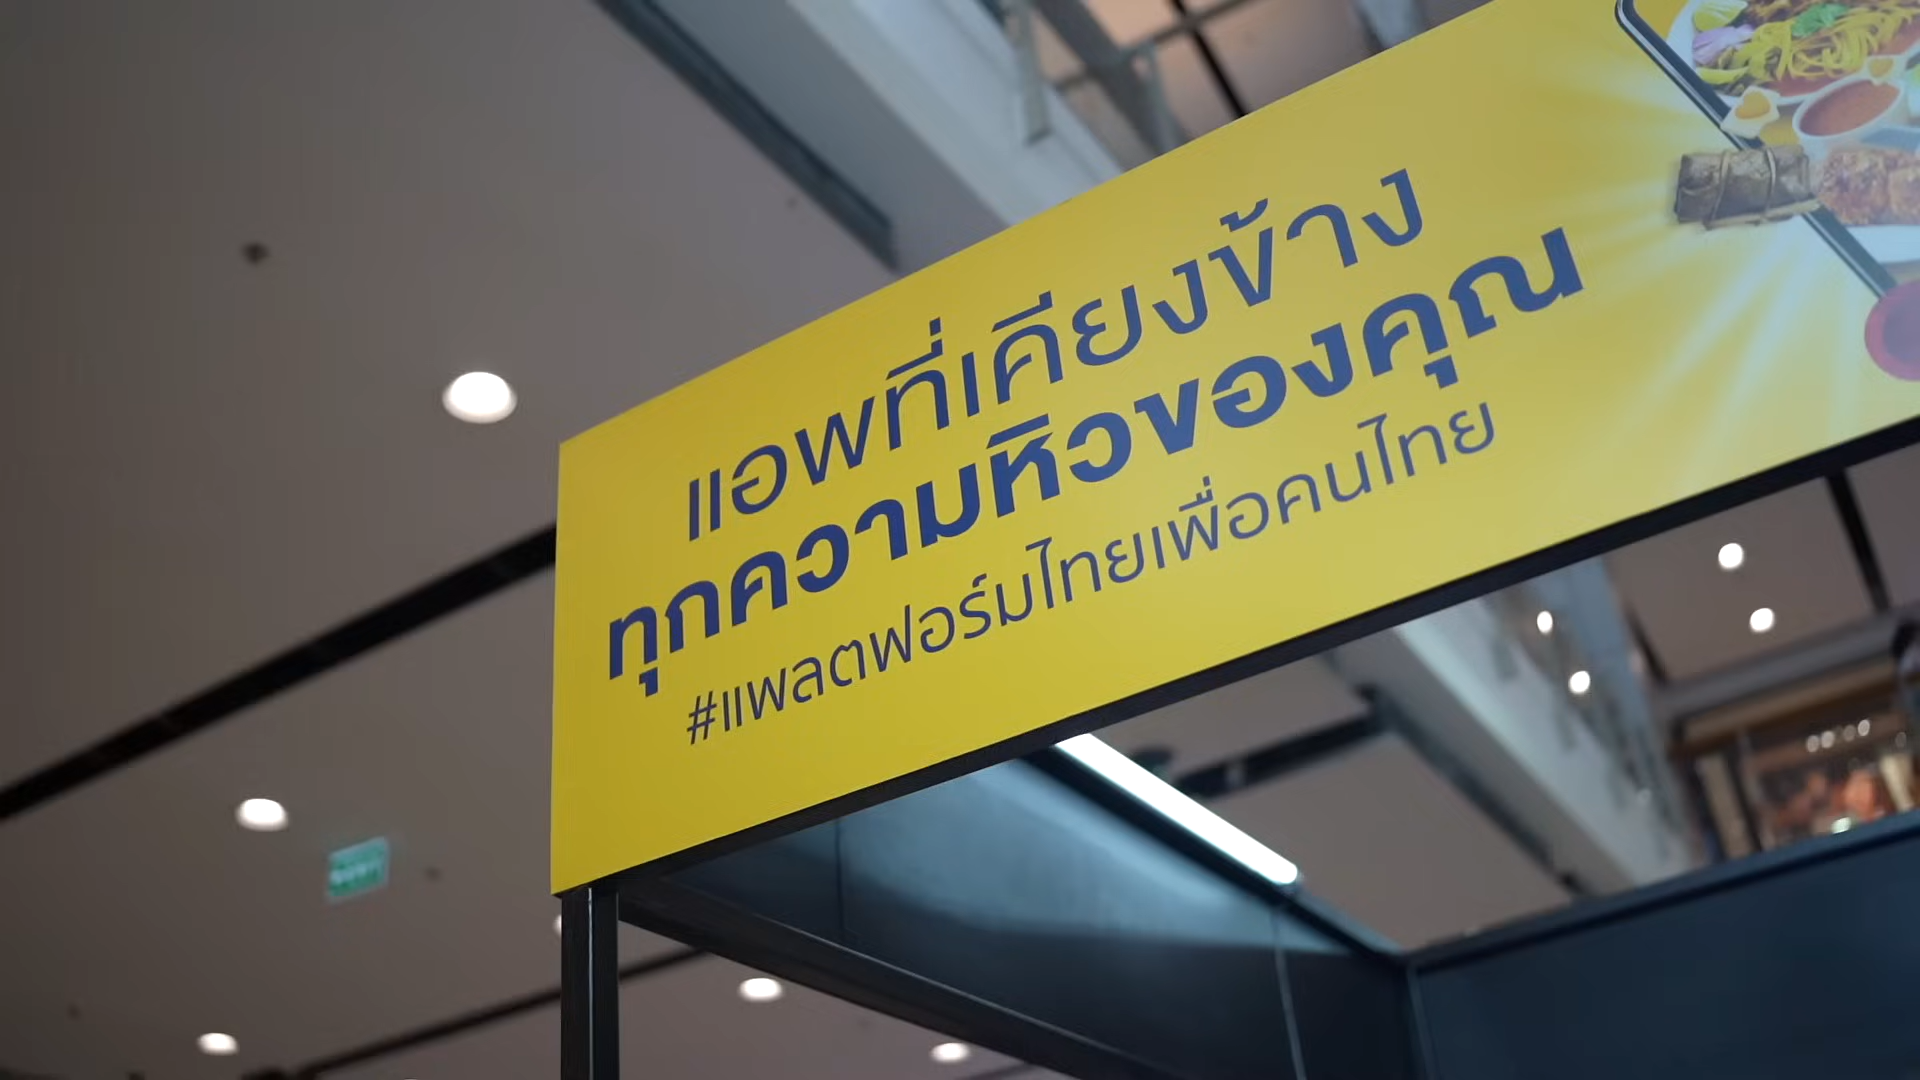 แอพที่เคียงข้าง
ทุกความหิวของคุณ
#แพลตฟอร์มไทยเพื่อคนไทย